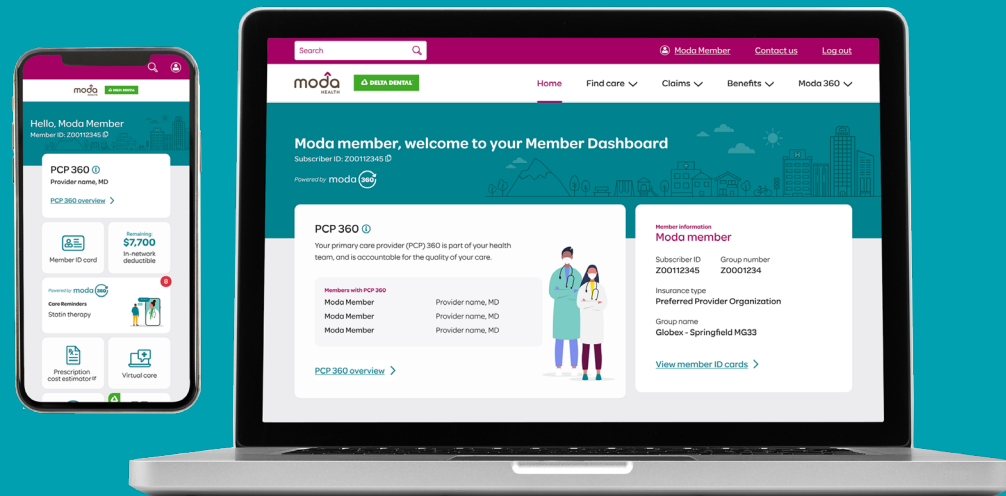 moda
HEALTH
DELTA DENTAL
Hello, Moda Member
Member ID: Z00112345
PCP 360
Provider name, MD
PCP 360 overview
Member ID card
Remaining:
$7,700
In-network
deductible
8
Powered by moda 360
Care Reminders
Statin therapy
Prescription
cost estimator
Virtual care
Search
Moda Member
Contact us
Log out
moda
HEALTH
DELTA DENTAL
Home
Find care
Claims
Benefits
Moda 360
Moda member, welcome to your Member Dashboard
Subscriber ID: Z00112345
Powered by moda 360
PCP 360
Your primary care provider (PCP) 360 is part of your health
team, and is accountable for the quality of your care.
Members with PCP 360
Moda Member Provider name, MD
Moda Member Provider name, MD
Moda Member Provider name, MD
PCP 360 overview
Member information
Moda member
Subscriber ID Group number
Z00112345 Z0001234
Insurance type
Preferred Provider Organization
Group name
Globex - Springfield MG33
View member ID cards